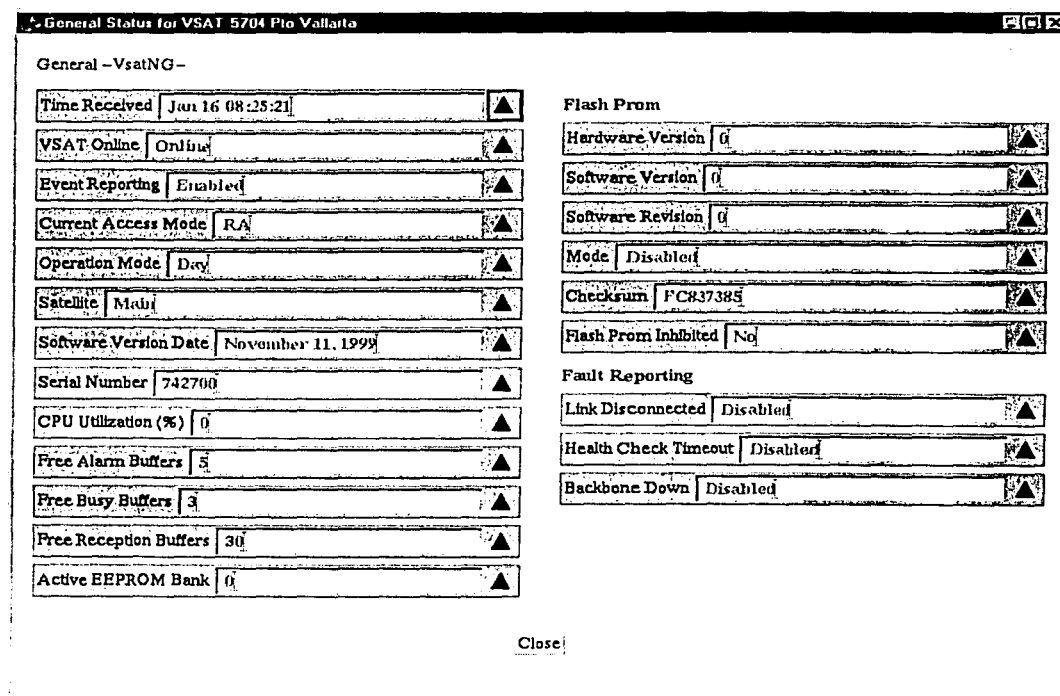 General Status for VSAT 5704 Pto Vallarta
General -VsatNG-
Time Received Jan 16 08:25:21
VSAT Online Online
Event Reporting Enabled
Current Access Mode RA
Operation Mode Day
Satellite Main
Software Version Date November 11, 1999
Serial Number 742700
CPU Utilization (%) 0
Free Alarm Buffers 5
Free Busy Buffers 3
Free Reception Buffers 30
Active EEPROM Bank 0
Flash Prom
Hardware Version 0
Software Version 0
Software Revision 0
Mode Disabled
Checksum FC837385
Flash Prom Inhibited No
Fault Reporting
Link Disconnected Disabled
Health Check Timeout Disabled
Backbone Down Disabled
Close